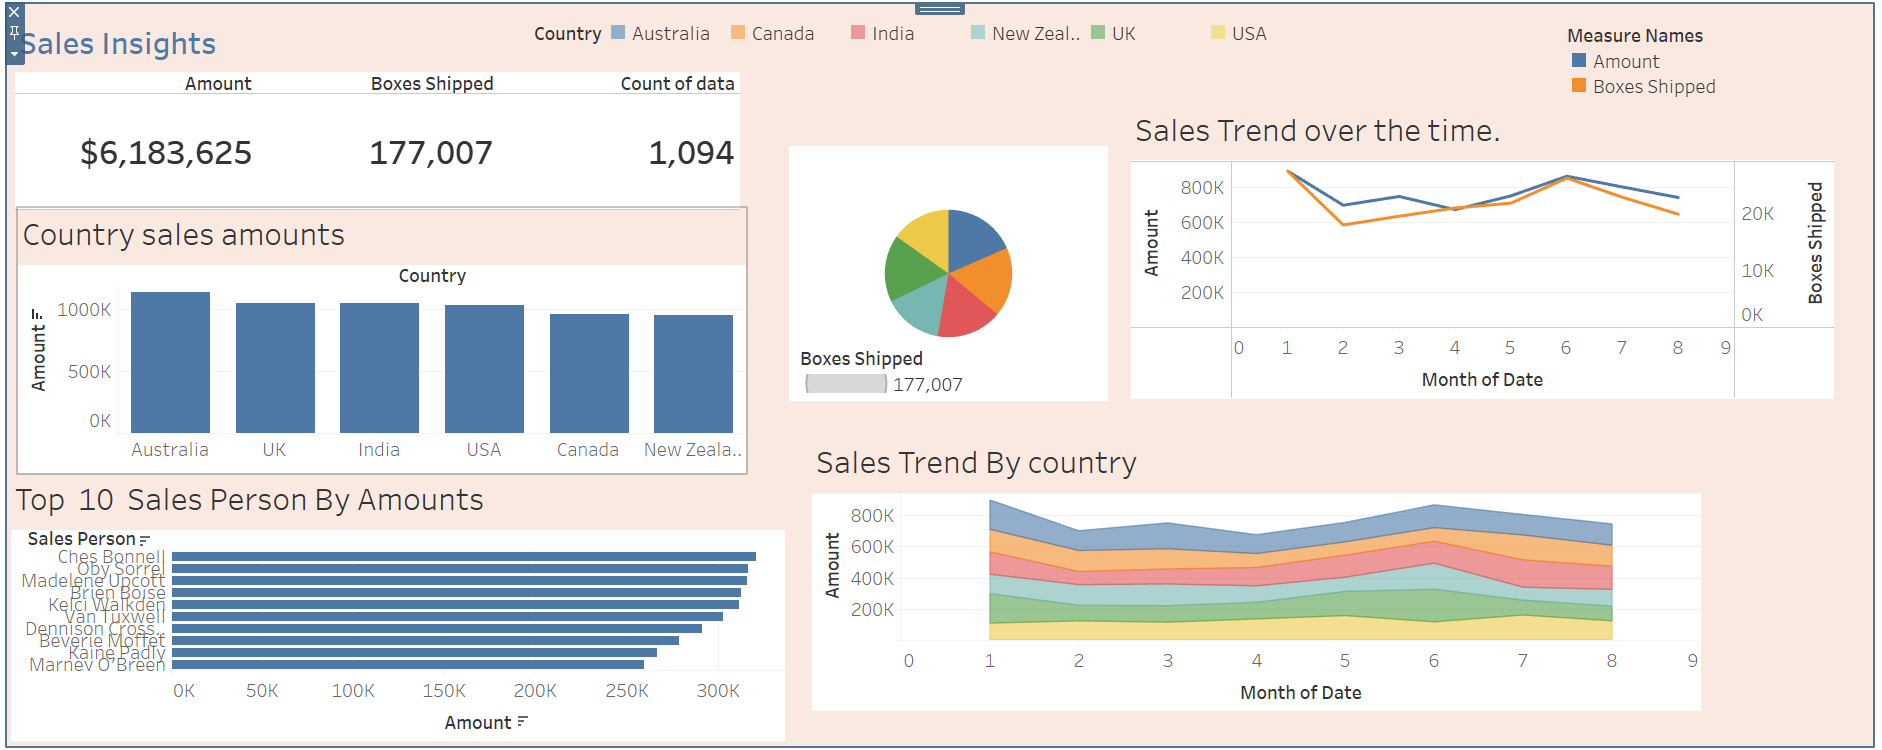 Sales Insights
Country Australia Canada India New Zeal.. UK USA
Measure Names
Amount
Boxes Shipped
Amount Boxes Shipped Count of data
$6,183,625 177,007 1,094
Country sales amounts
Country
Amount
1000K
500K
0K
Australia UK India USA Canada New Zeala..
Boxes Shipped
177,007
Sales Trend over the time.
Amount
800K
600K
400K
200K
Boxes Shipped
20K
10K
0K
0 1 2 3 4 5 6 7 8 9
Month of Date
Top 10 Sales Person By Amounts
Sales Person
Ches Bonnell
Oby Sorrel
Madelene Upcott
Brien Boise
Kelci Walkden
Van Tuxwell
Dennison Cross..
Beverie Moffet
Kaine Padly
Marney O'Breen
0K 50K 100K 150K 200K 250K 300K
Amount
Sales Trend By country
Amount
800K
600K
400K
200K
0 1 2 3 4 5 6 7 8 9
Month of Date